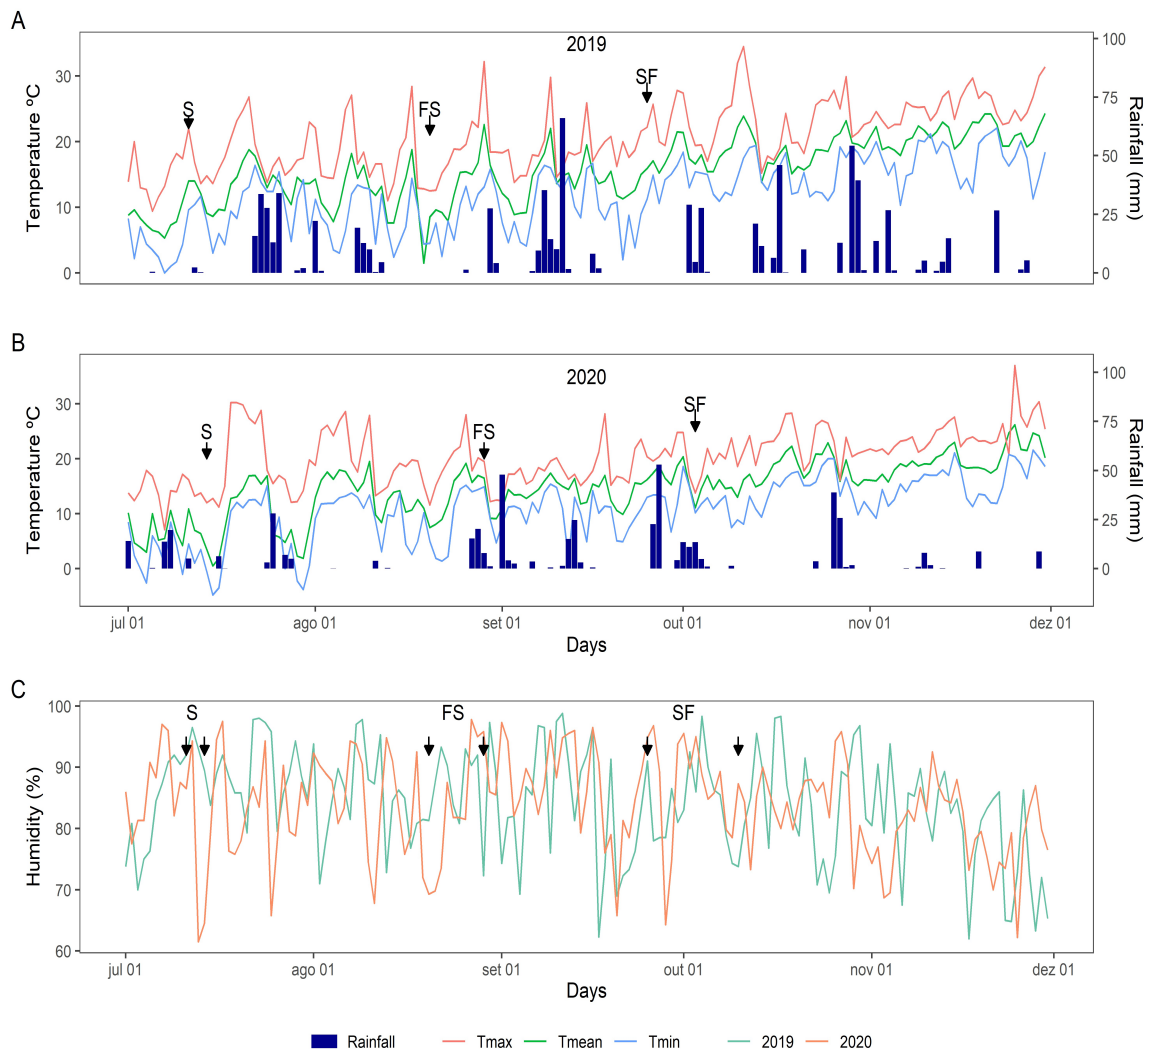 A
2019
Temperature ºC
30
20
10
0
S
FS
SF
100
75
50
25
0
Rainfall (mm)
B
2020
Temperature ºC
30
20
10
0
S
FS
SF
100
75
50
25
0
Rainfall (mm)
jul 01 ago 01 set 01 out 01 nov 01 dez 01
Days
C
Humidity (%)
100
90
80
70
60
S FS SF
jul 01 ago 01 set 01 out 01 nov 01 dez 01
Days
Rainfall Tmax Tmean Tmin 2019 2020